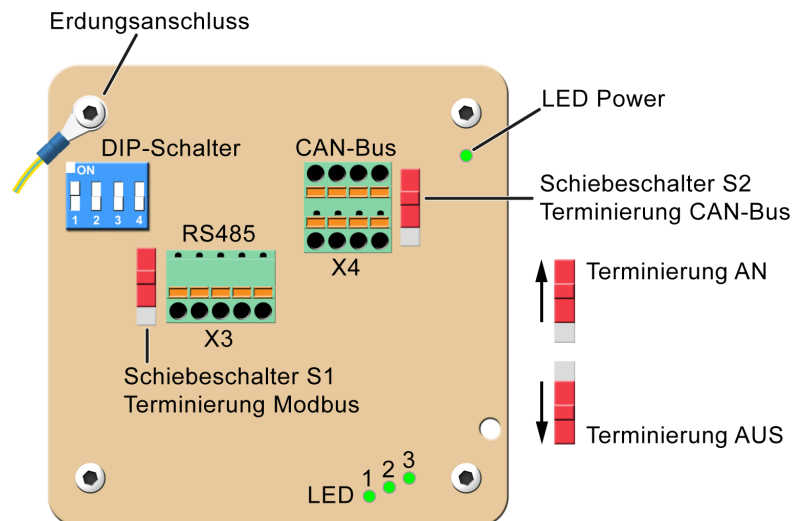 Erdungsanschluss
LED Power
DIP-Schalter
CAN-Bus
ON
1 2 3 4
Schiebeschalter S2
Terminierung CAN-Bus
RS485
X4
Terminierung AN
X3
Schiebeschalter S1
Terminierung Modbus
Terminierung AUS
LED 1 2 3